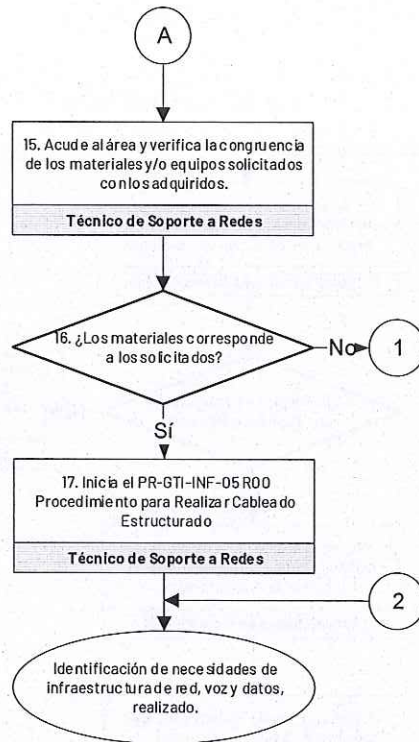 A
15. Acude al área y verifica la congruencia
de los materiales y/o equipos solicitados
con los adquiridos.
Técnico de Soporte a Redes
16. ¿Los materiales corresponde
a los solicitados?
No
1
Sí
17. Inicia el PR-GTI-INF-05 R00
Procedimiento para Realizar Cableado
Estructurado
Técnico de Soporte a Redes
2
Identificación de necesidades de
infraestructura de red, voz y datos,
realizado.